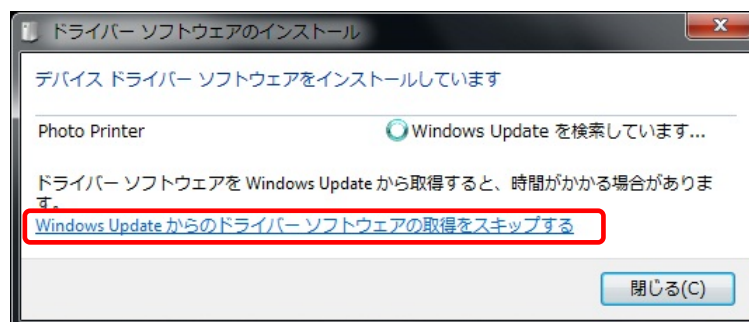 ドライバー ソフトウェアのインストール
デバイス ドライバー ソフトウェアをインストールしています
Photo Printer Windows Update を検索しています...
ドライバー ソフトウェアを Windows Update から取得すると、時間がかかる場合がありま
す。
Windows Update からのドライバー ソフトウェアの取得をスキップする
閉じる(C)